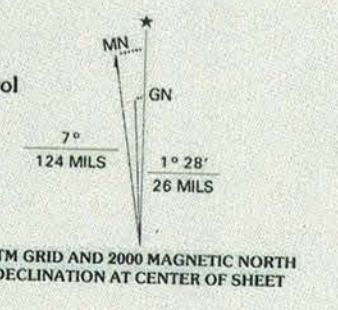 MN
GN
7°
124 MILS
1° 28'
26 MILS
TM GRID AND 2000 MAGNETIC NORTH
DECLINATION AT CENTER OF SHEET